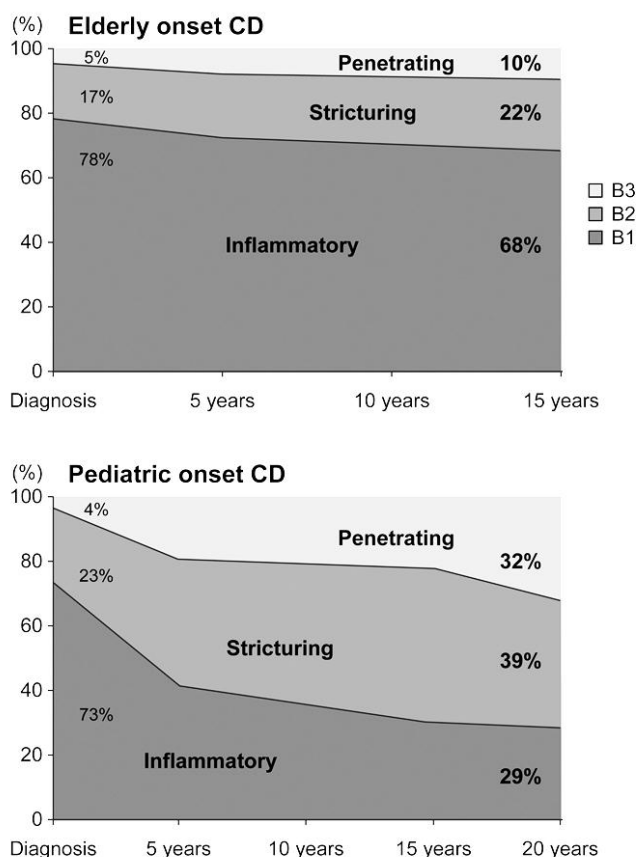 (%) Elderly onset CD
100
80
60
40
20
0
5%
17%
78%
Penetrating 10%
Stricturing 22%
Inflammatory 68%
B3
B2
B1
Diagnosis 5 years 10 years 15 years
(%) Pediatric onset CD
100
80
60
40
20
0
4%
23%
73%
Penetrating 32%
Stricturing 39%
Inflammatory 29%
Diagnosis 5 years 10 years 15 years 20 years